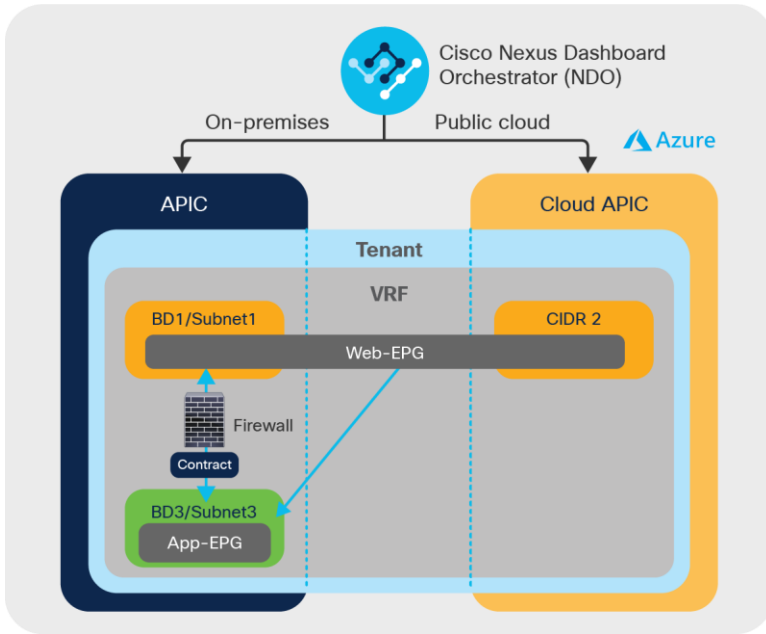 Cisco Nexus Dashboard
Orchestrator (NDO)
On-premises
Public cloud
Azure
APIC
Cloud APIC
Tenant
VRF
BD1/Subnet1
CIDR 2
Web-EPG
Firewall
Contract
BD3/Subnet3
App-EPG